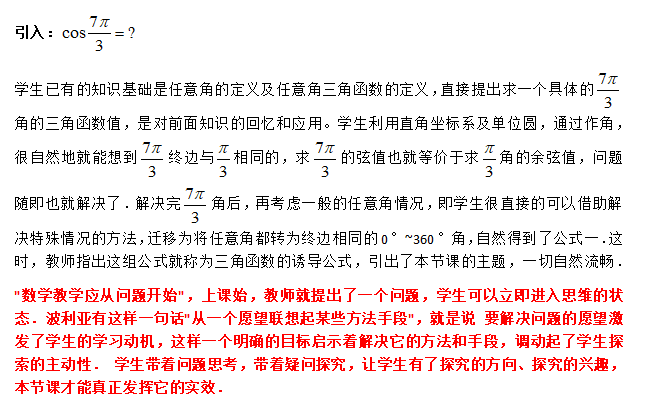 引入：cos 7π/3 = ?
学生已有的知识基础是任意角的定义及任意角三角函数的定义，直接提出求一个具体的 7π/3
角的三角函数值，是对前面知识的回忆和应用。学生利用直角坐标系及单位圆，通过作角，
很自然地就能想到 7π/3 终边与 π/3 相同的，求 7π/3 的弦值也就等价于求 π/3 角的余弦值，问题
随即也就解决了．解决完 7π/3 角后，再考虑一般的任意角情况，即学生很直接的可以借助解
决特殊情况的方法，迁移为将任意角都转为终边相同的0°~360°角，自然得到了公式一．这
时，教师指出这组公式就称为三角函数的诱导公式，引出了本节课的主题，一切自然流畅．
"数学教学应从问题开始"，上课始，教师就提出了一个问题，学生可以立即进入思维的状
态．波利亚有这样一句话"从一个愿望联想起某些方法手段"，就是说 要解决问题的愿望激
发了学生的学习动机，这样一个明确的目标启示着解决它的方法和手段，调动起了学生探
索的主动性． 学生带着问题思考，带着疑问探究，让学生有了探究的方向、探究的兴趣，
本节课才能真正发挥它的实效．